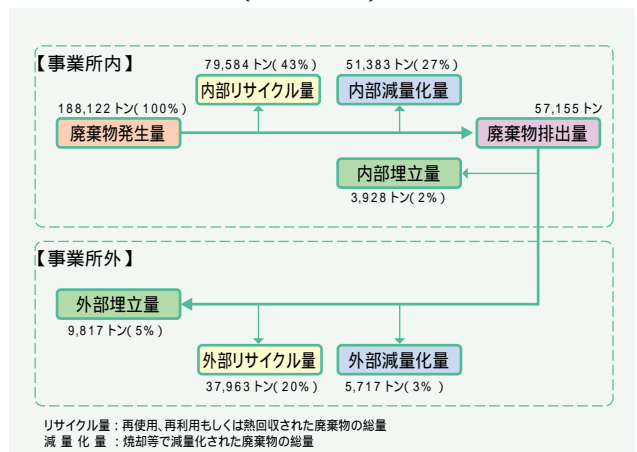 【事業所内】
79,584トン(43%)
51,383トン(27%)
内部リサイクル量
内部減量化量
188,122トン(100%)
57,155トン
廃棄物発生量
廃棄物排出量
内部埋立量
3,928トン(2%)
【事業所外】
外部埋立量
9,817トン(5%)
外部リサイクル量
外部減量化量
37,963トン(20%)
5,717トン(3%)
リサイクル量：再使用、再利用もしくは熱回収された廃棄物の総量
減量化量：焼却等で減量化された廃棄物の総量